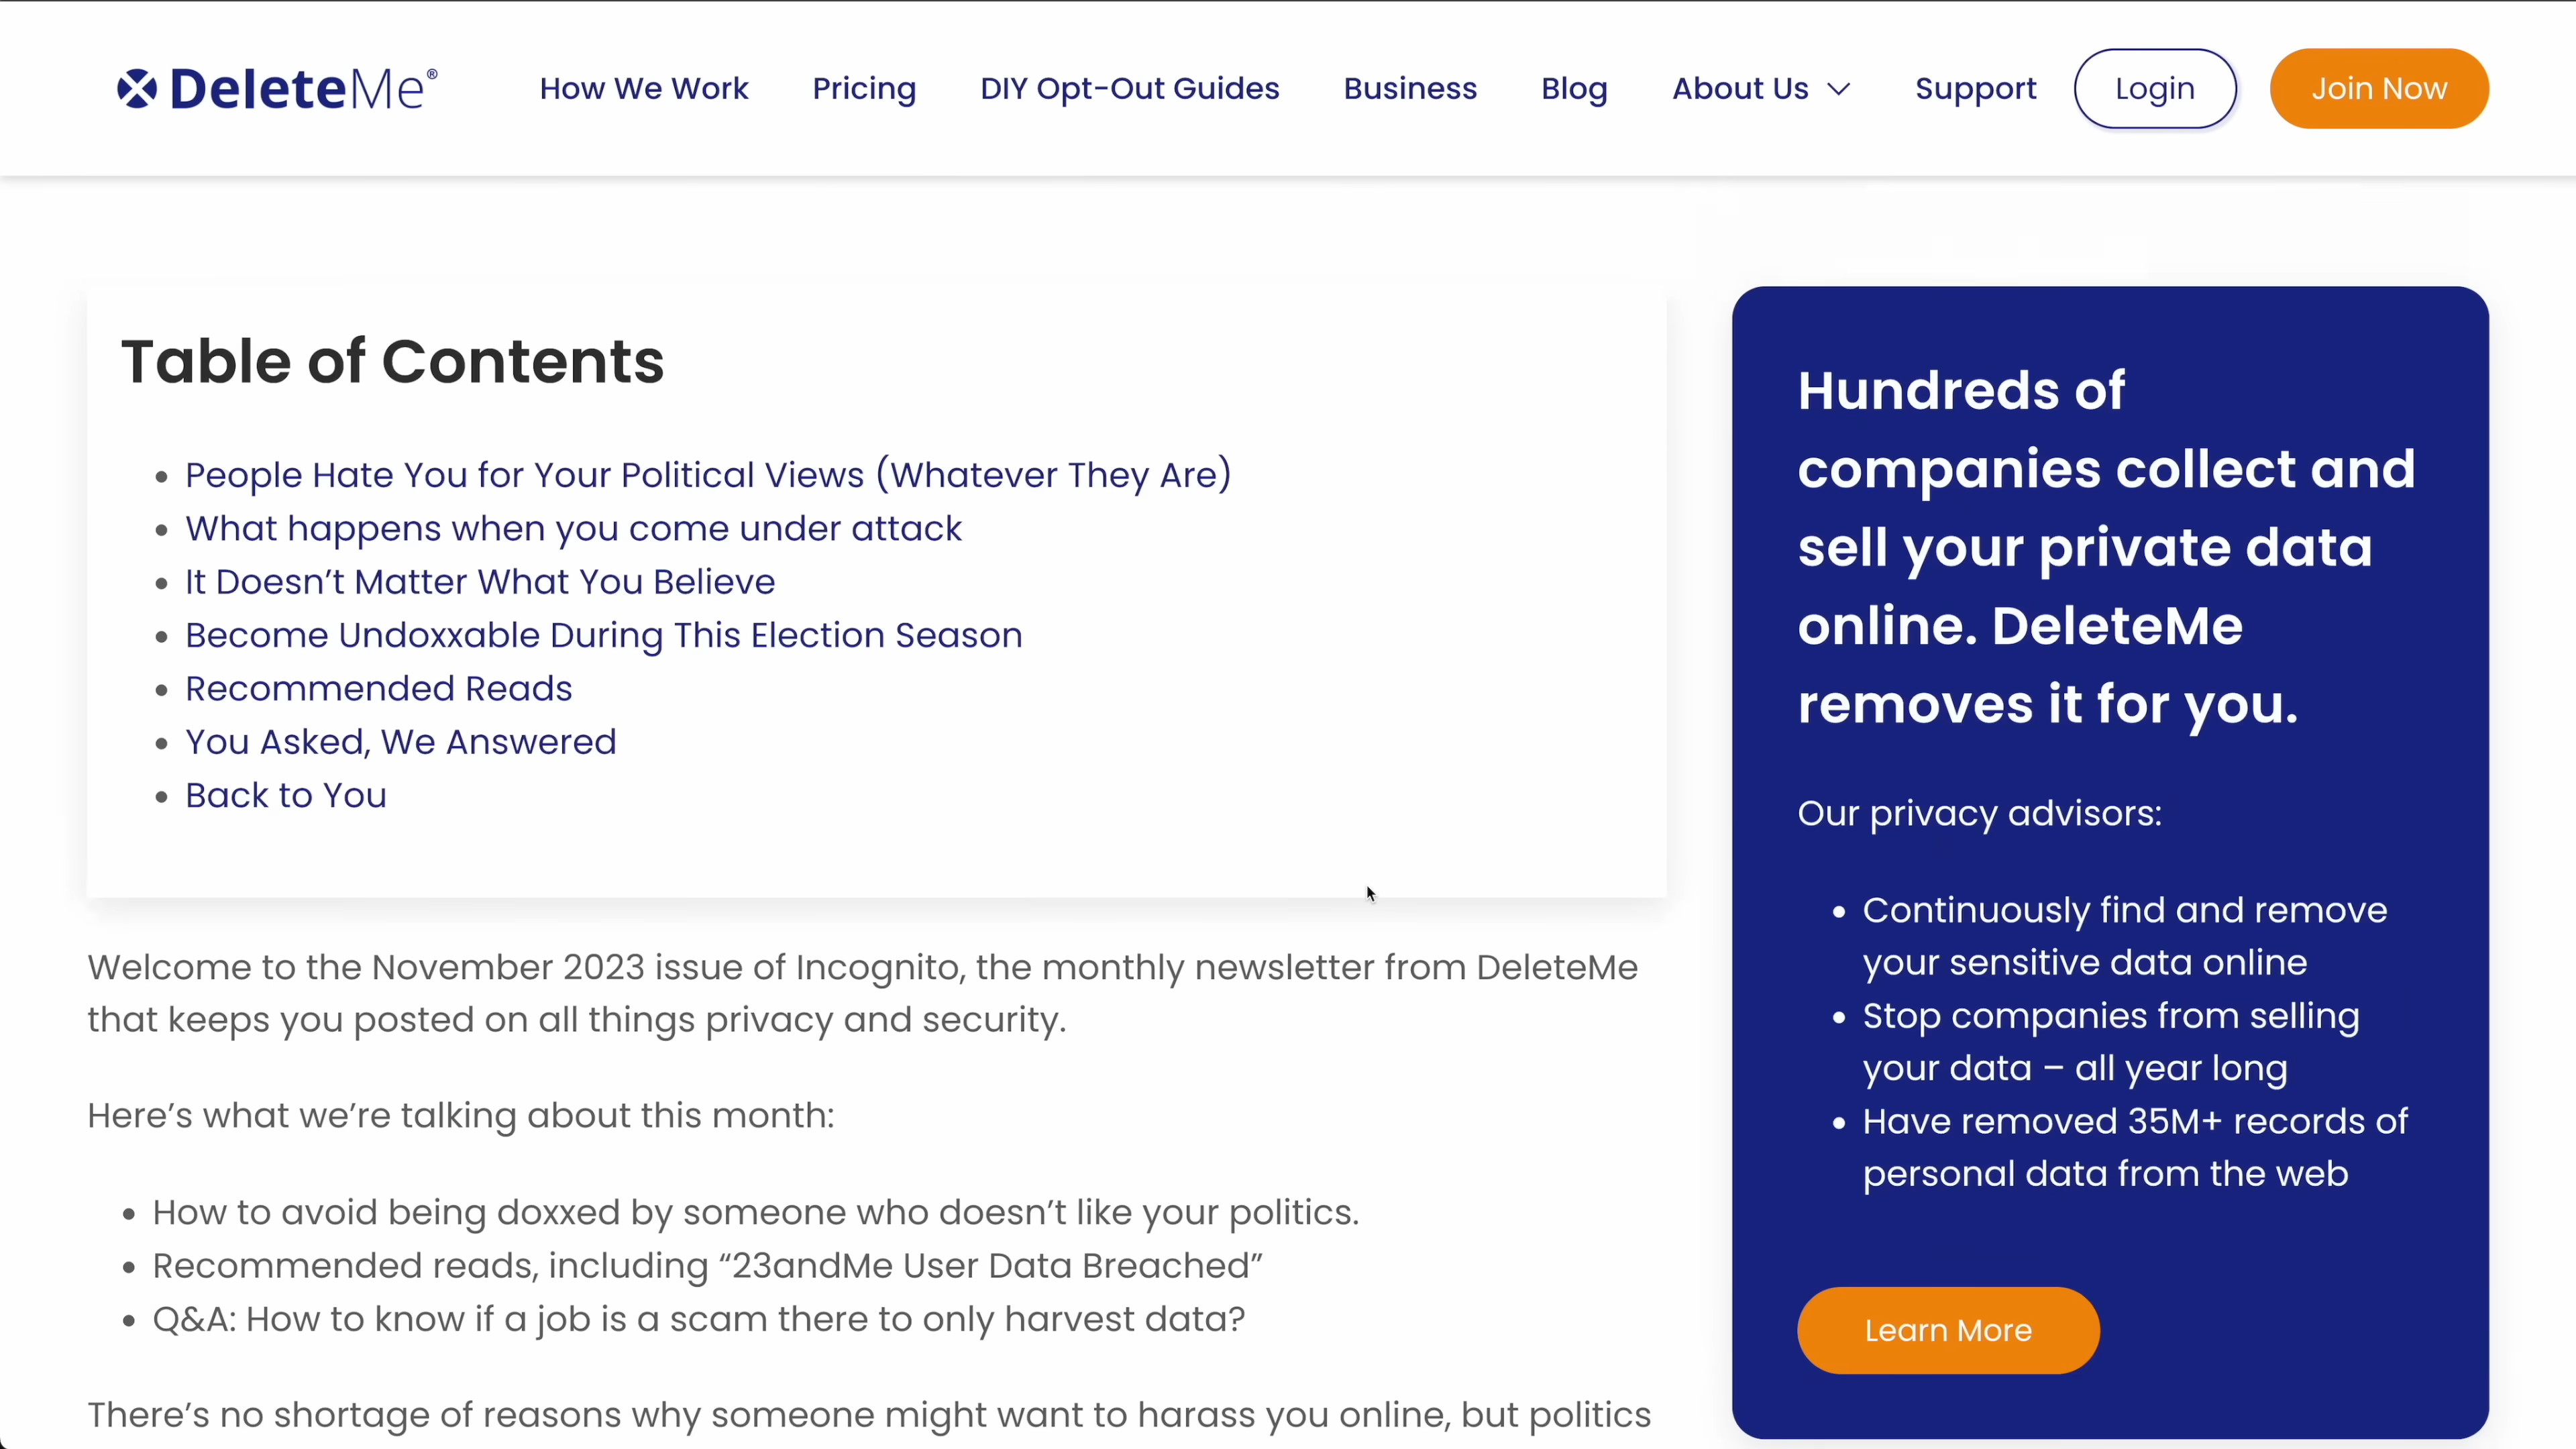 DeleteMe®
How We Work
Pricing
DIY Opt-Out Guides
Business
Blog
About Us
Support
Login
Join Now
Table of Contents
People Hate You for Your Political Views (Whatever They Are)
What happens when you come under attack
It Doesn’t Matter What You Believe
Become Undoxxable During This Election Season
Recommended Reads
You Asked, We Answered
Back to You
Welcome to the November 2023 issue of Incognito, the monthly newsletter from DeleteMe
that keeps you posted on all things privacy and security.
Here’s what we’re talking about this month:
How to avoid being doxxed by someone who doesn’t like your politics.
Recommended reads, including “23andMe User Data Breached”
Q&A: How to know if a job is a scam there to only harvest data?
There’s no shortage of reasons why someone might want to harass you online, but politics
Hundreds of
companies collect and
sell your private data
online. DeleteMe
removes it for you.
Our privacy advisors:
Continuously find and remove
your sensitive data online
Stop companies from selling
your data – all year long
Have removed 35M+ records of
personal data from the web
Learn More